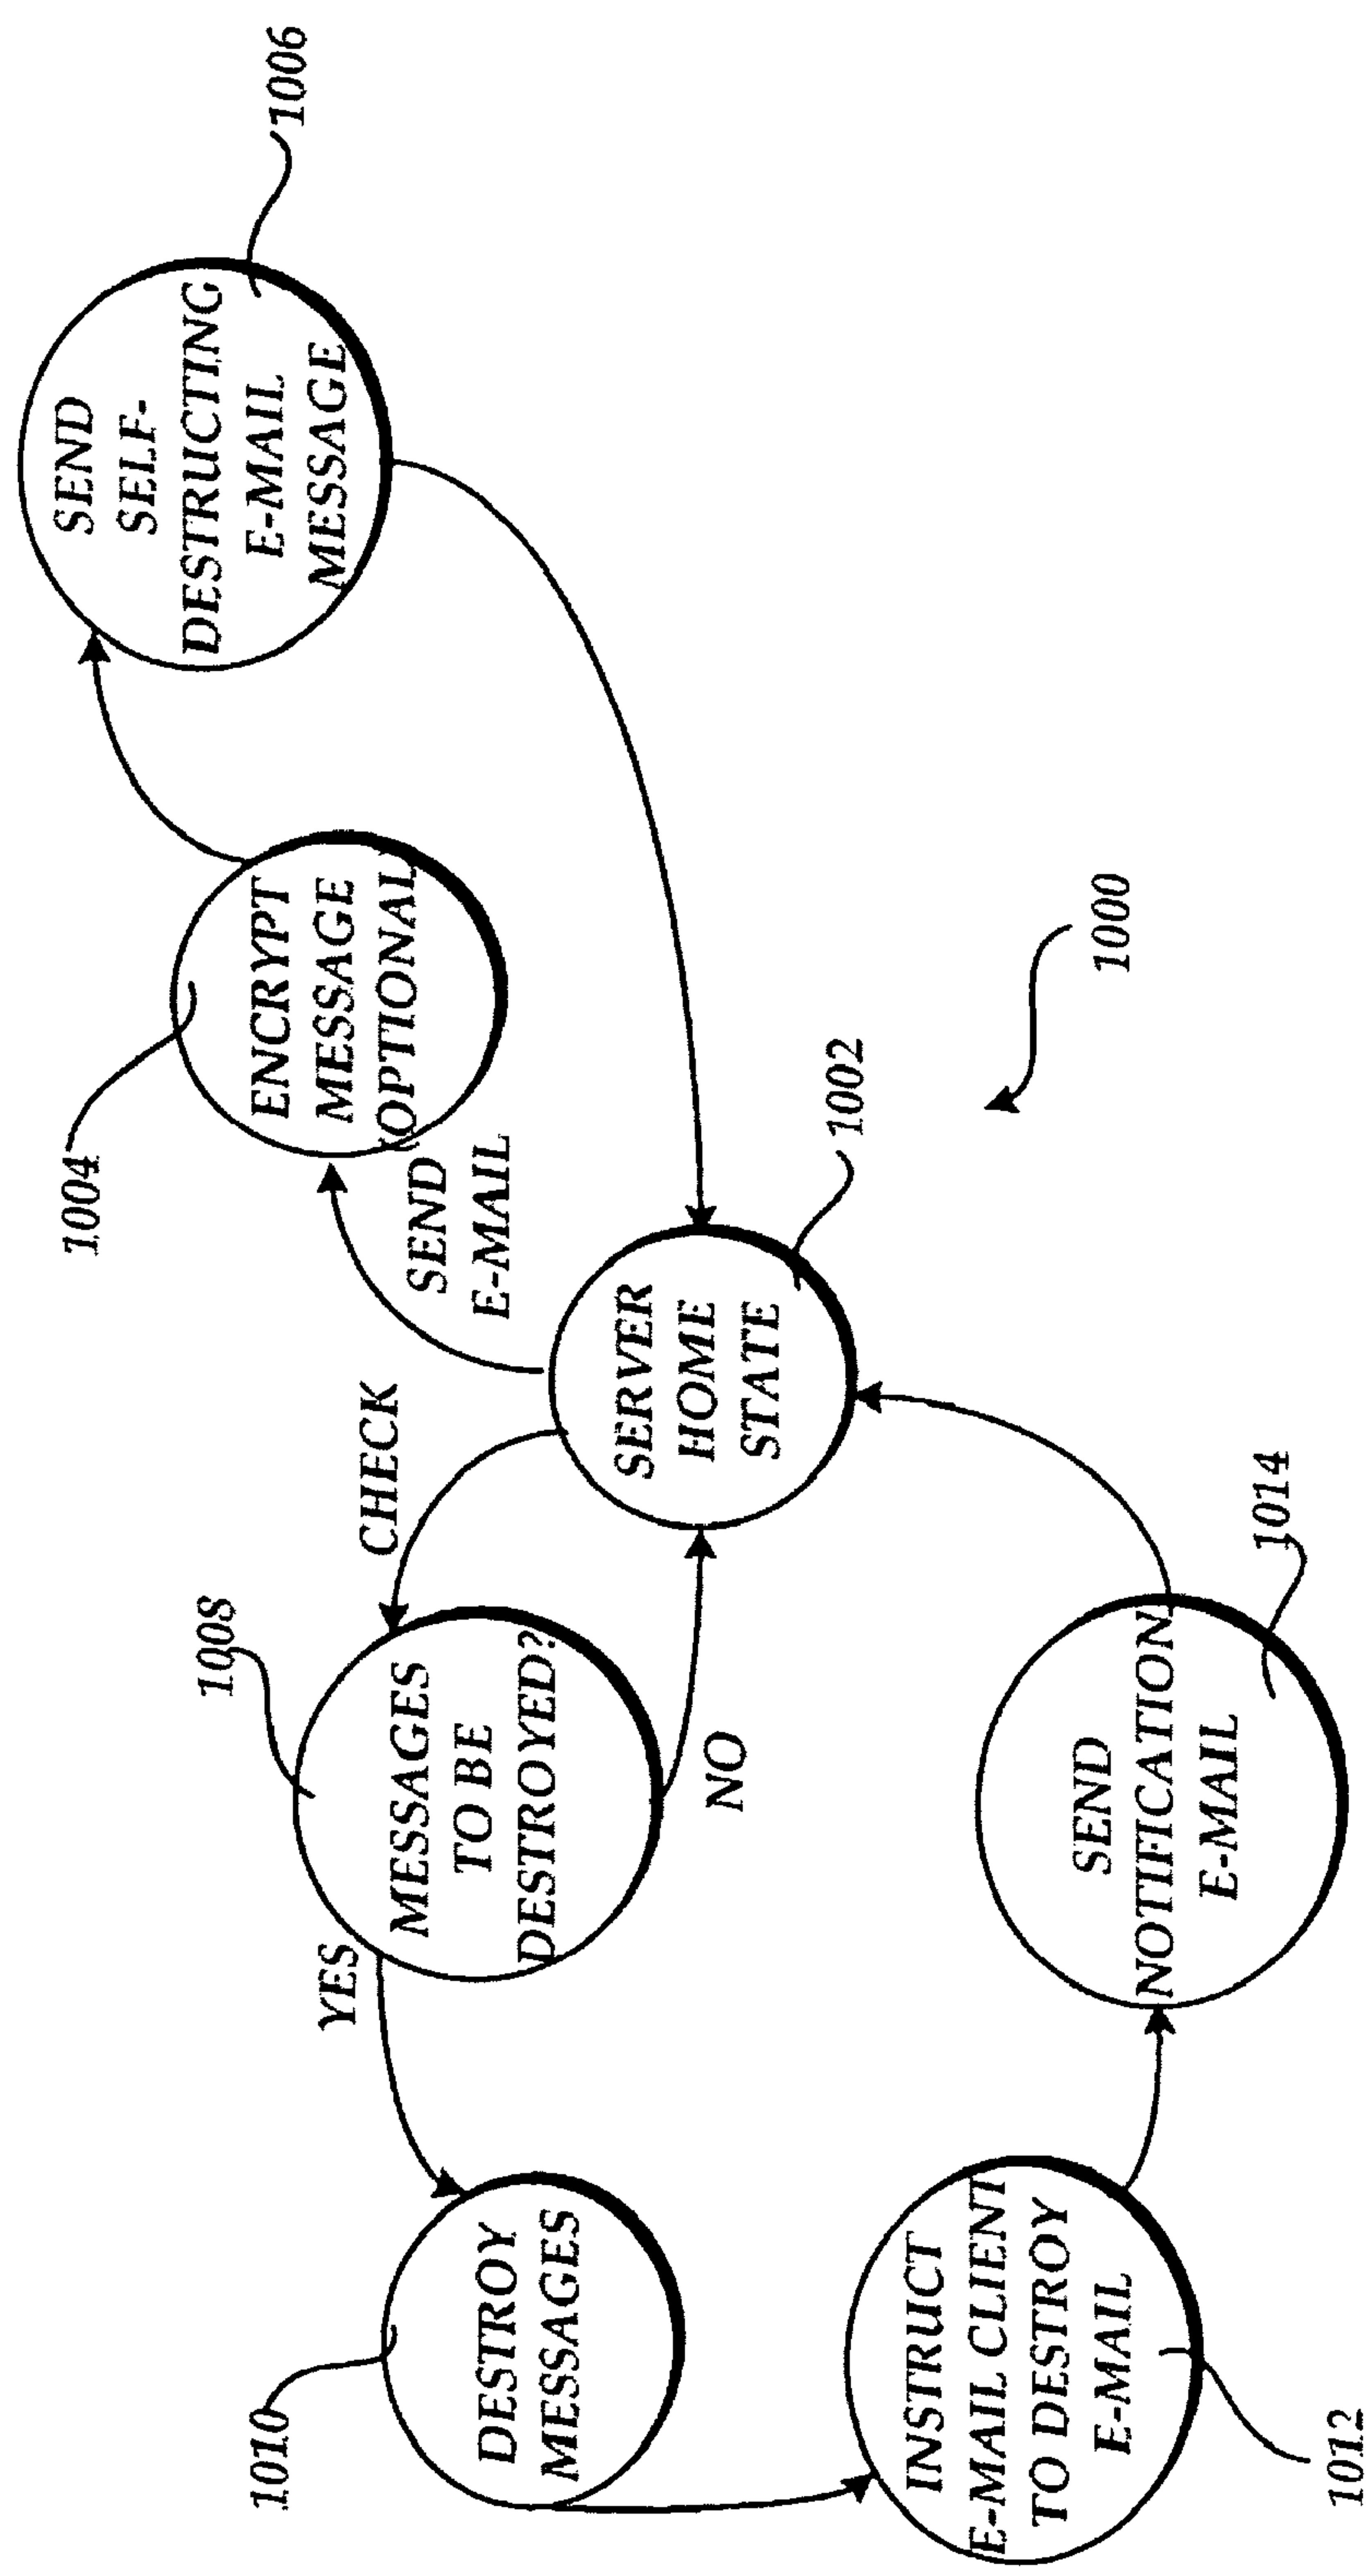 1010
DESTROY
MESSAGES
YES
1008
MESSAGES
TO BE
DESTROYED?
CHECK
NO
1004
ENCRYPT
MESSAGE
(OPTIONAL
SEND
E-MAIL
SEND
SELF-
DESTRUCTING
E-MAIL
MESSAGE
1006
SERVER
HOME
STATE
1002
1000
INSTRUCT
E-MAIL CLIENT
TO DESTROY
E-MAIL
1012
SEND
NOTIFICATION
E-MAIL
1014